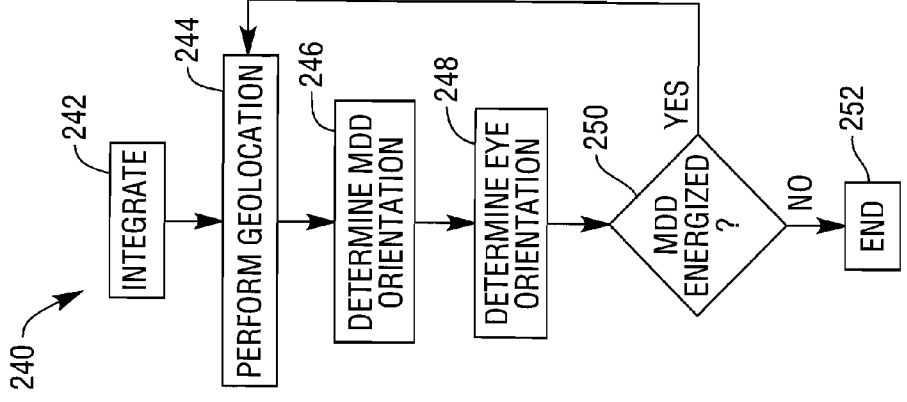 240
242
INTEGRATE
244
PERFORM GEOLOCATION
246
DETERMINE MDD
ORIENTATION
248
DETERMINE EYE
ORIENTATION
250
MDD
ENERGIZED
?
YES
NO
252
END